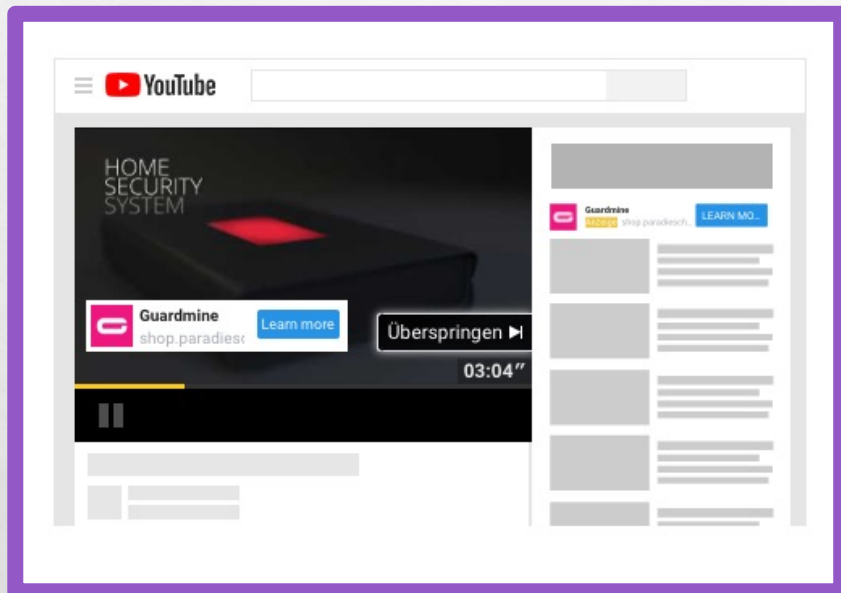 YouTube
HOME
SECURITY
SYSTEM
Guardmine
shop.paradiesc
Learn more
Überspringen
03:04″
Guardmine
Anzeige shop.paradiesch..
LEARN MO...